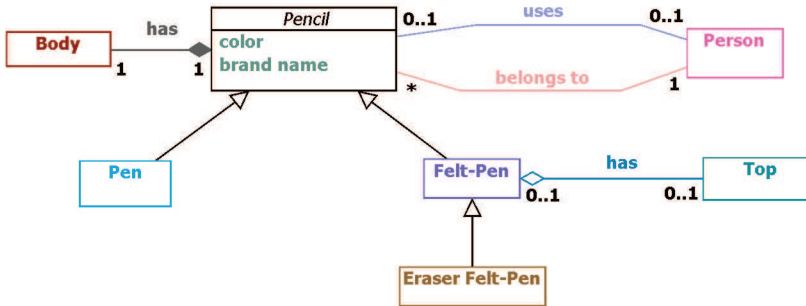 Pencil
0..1
uses
0..1
Body
has
color
brand name
Person
1
1
*
belongs to
1
Pen
Felt-Pen
has
Top
0..1
0..1
Eraser Felt-Pen